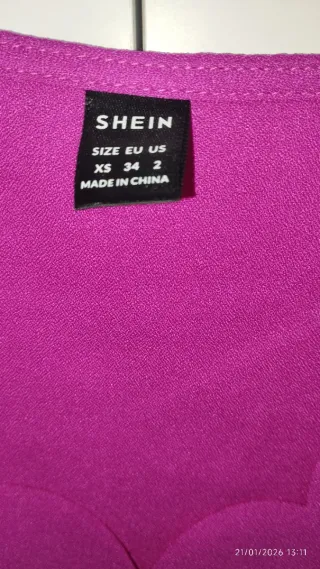 SHEIN
SIZE EU US
XS 34 2
MADE IN CHINA
21/01/2026 13:11